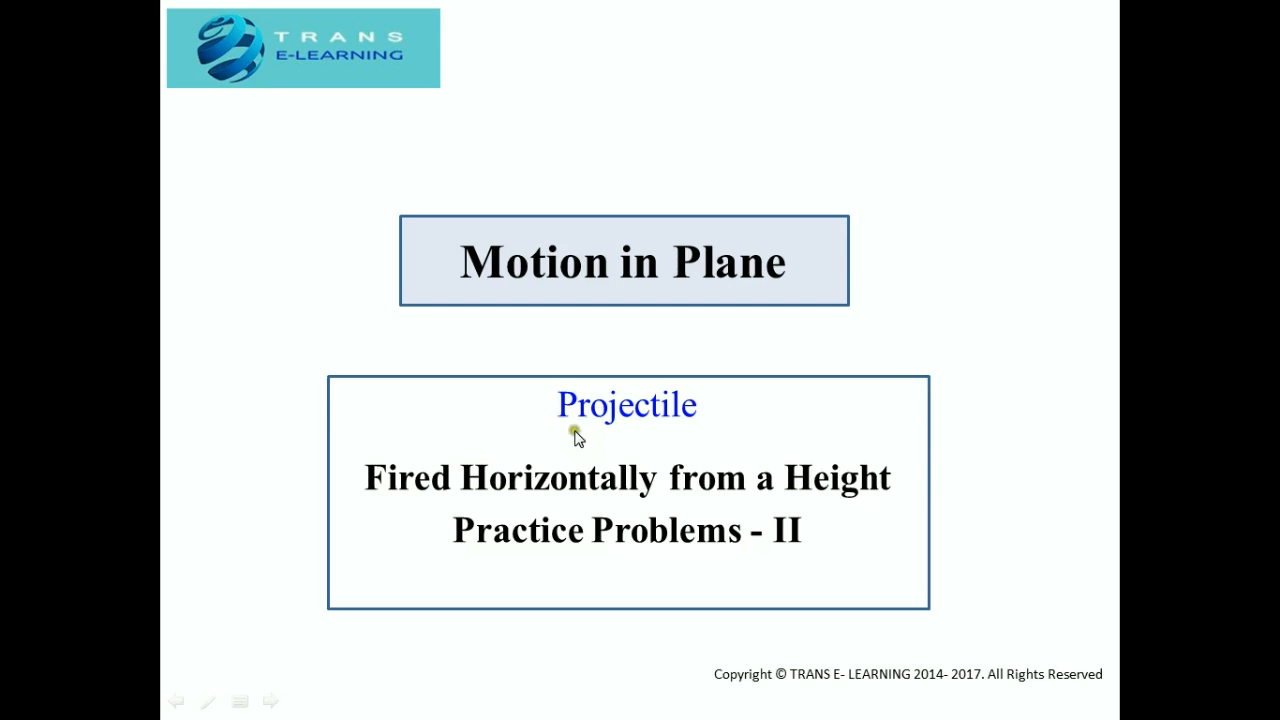 TRANS
E-LEARNING
Motion in Plane
Projectile
Fired Horizontally from a Height
Practice Problems - II
Copyright © TRANS E- LEARNING 2014- 2017. All Rights Reserved